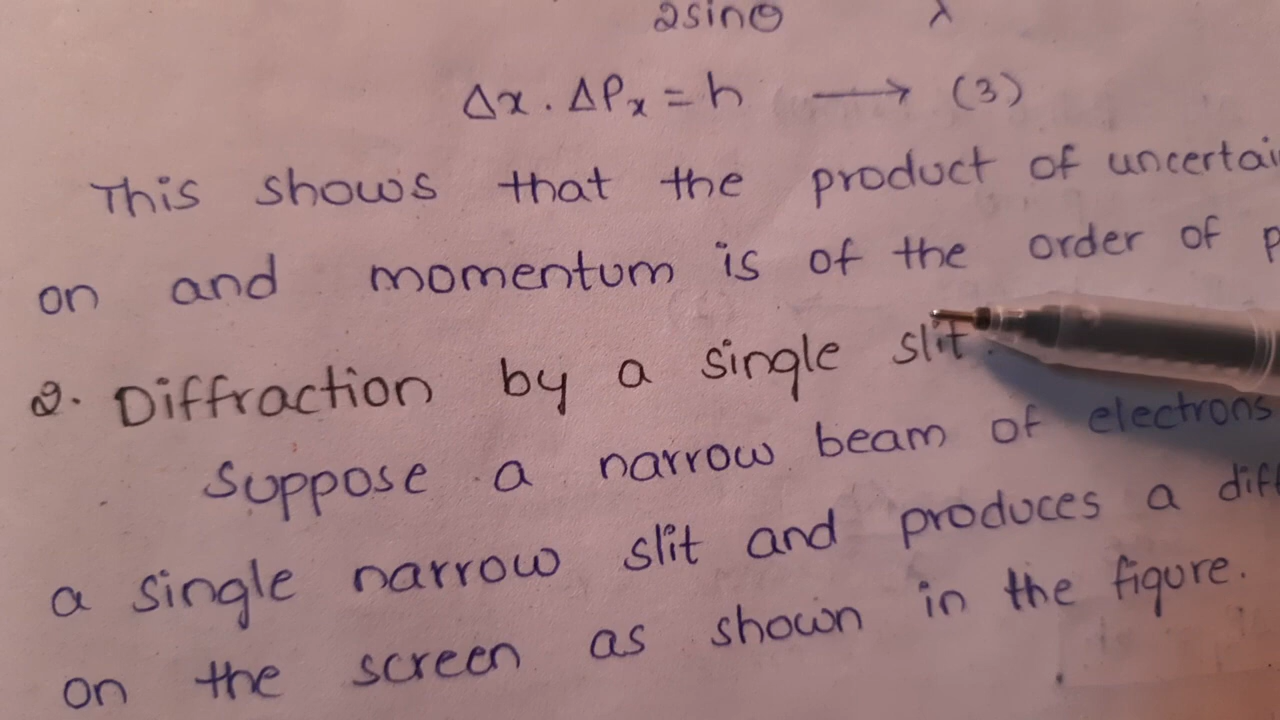 2sinθ λ
Δx . ΔPx = h ⟶ (3)
This shows that the product of uncertai
on and momentum is of the order of p
2. Diffraction by a single slit.
Suppose a narrow beam of electrons
a single narrow slit and produces a diff
on the screen as shown in the figure.